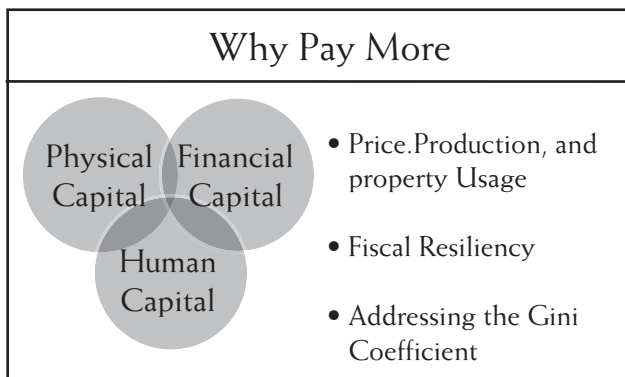 Why Pay More
Physical
Capital
Financial
Capital
Human
Capital
• Price.Production, and
property Usage
• Fiscal Resiliency
• Addressing the Gini
Coefficient